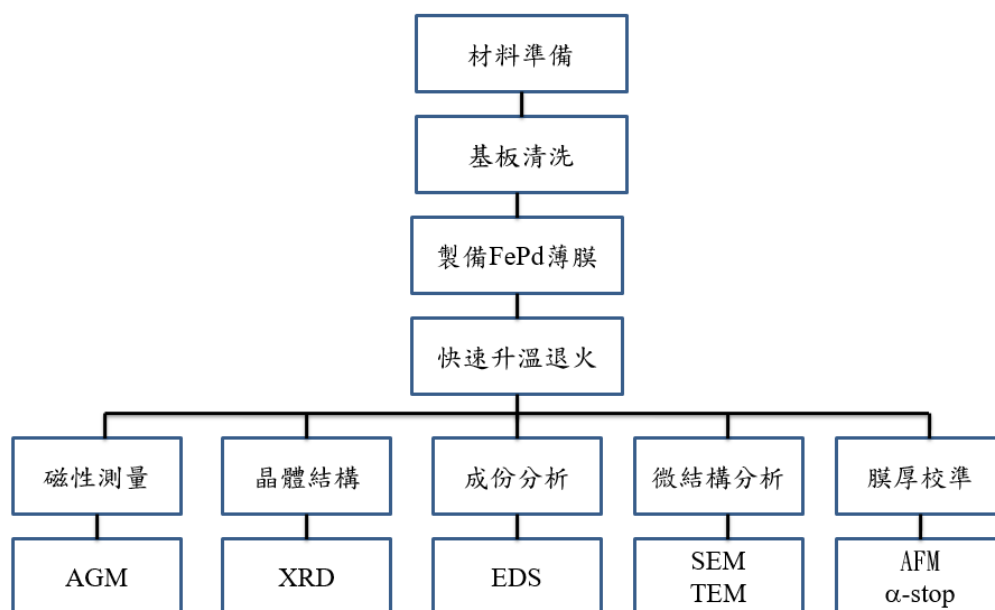 材料準備
基板清洗
製備FePd薄膜
快速升溫退火
磁性測量
晶體結構
成份分析
微結構分析
膜厚校準
AGM
XRD
EDS
SEM
TEM
AFM
α-stop